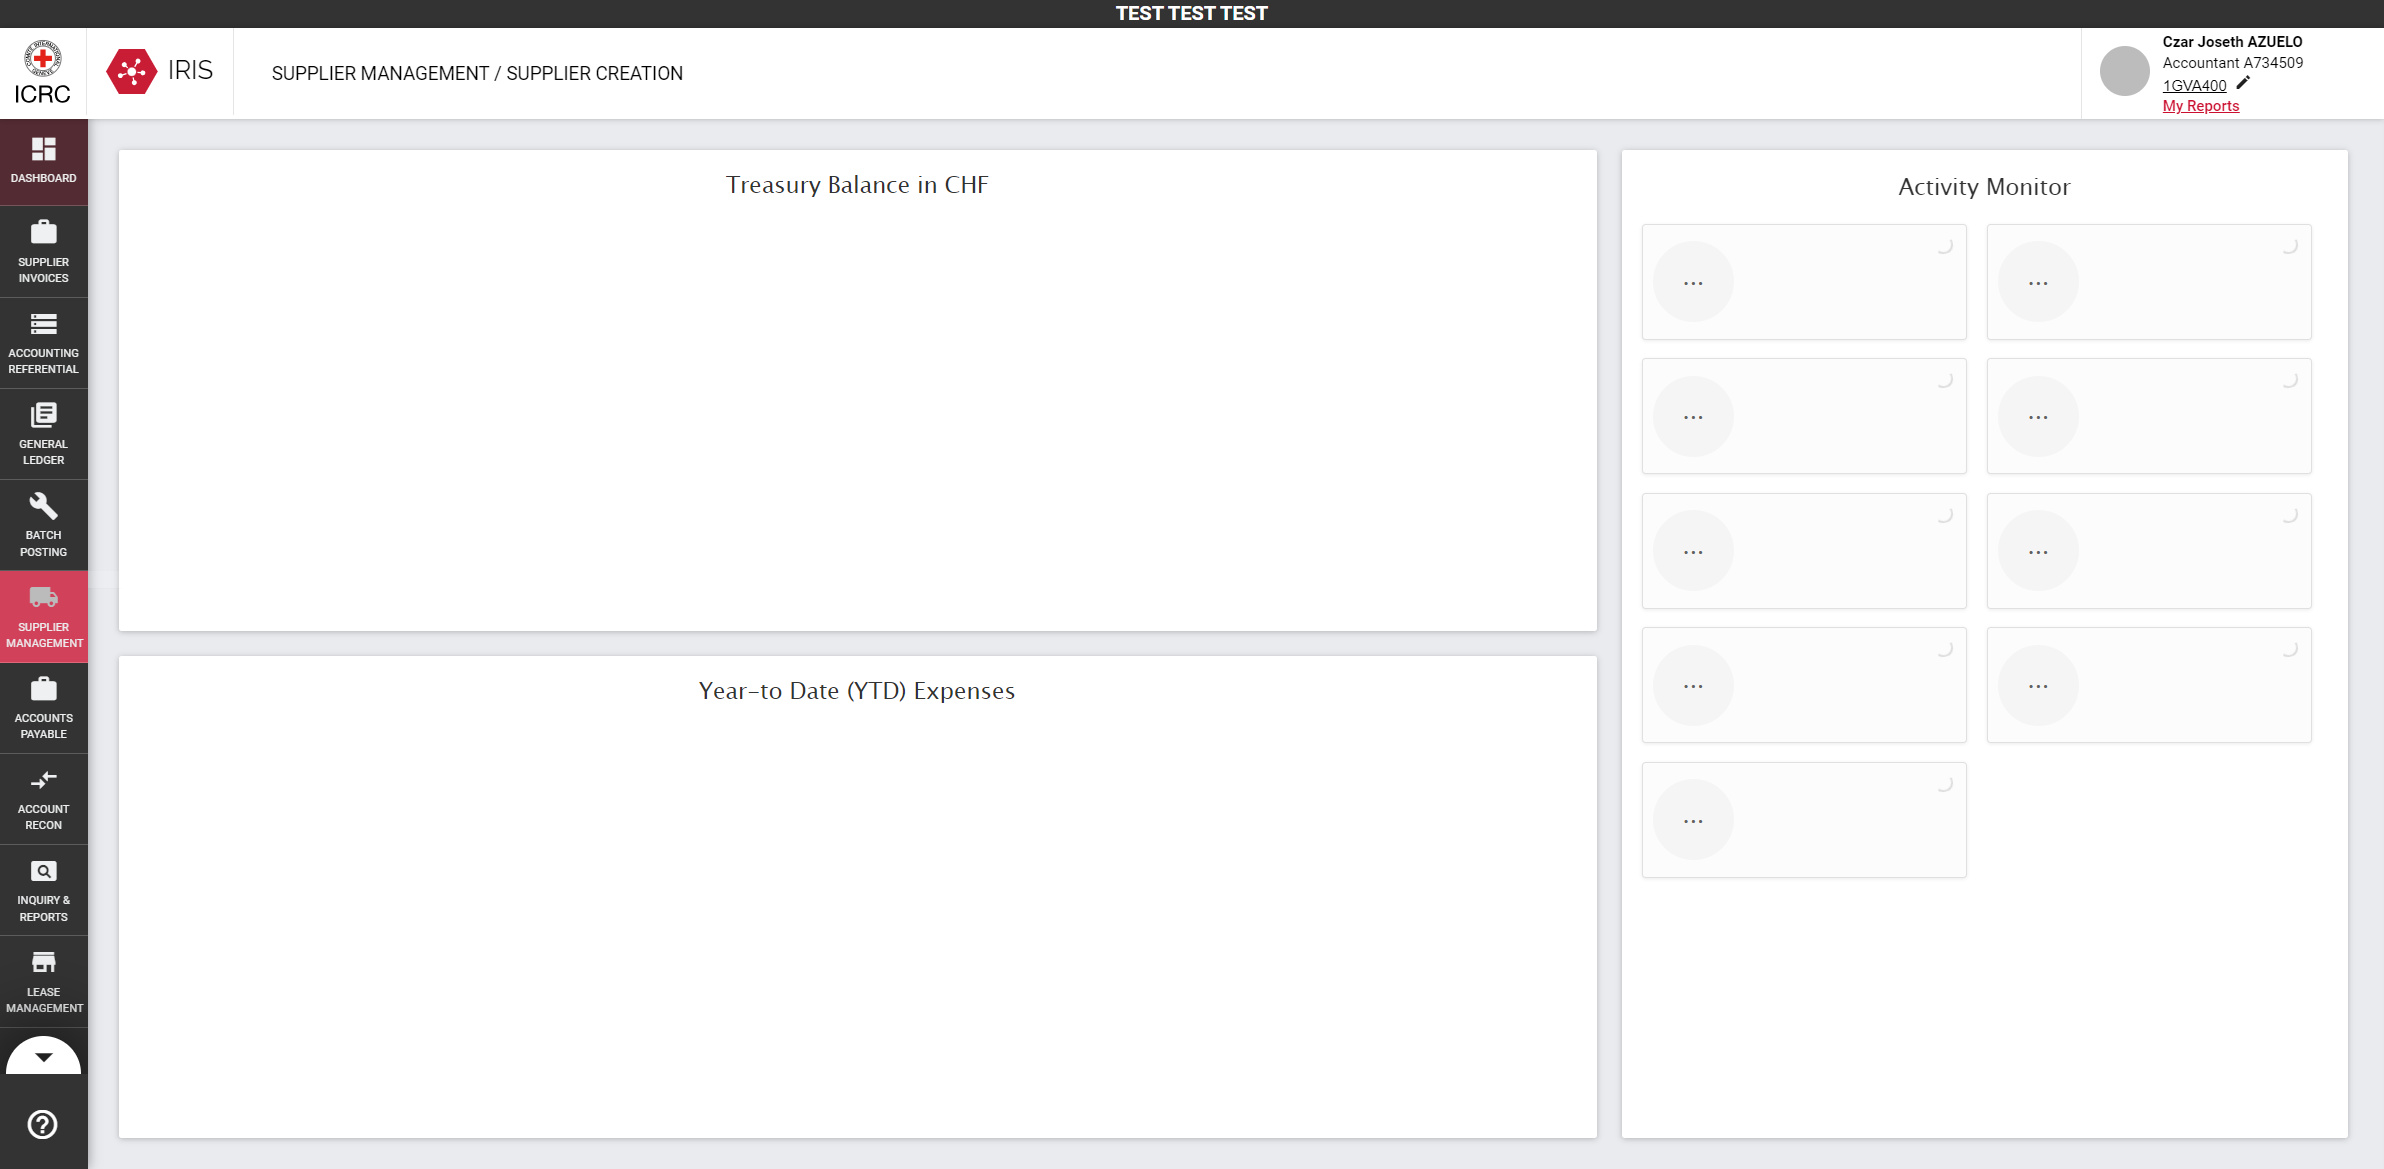 TEST TEST TEST
ICRC
IRIS
SUPPLIER MANAGEMENT / SUPPLIER CREATION
Czar Joseth AZUELO
Accountant A734509
1GVA400
My Reports
DASHBOARD
SUPPLIER
INVOICES
ACCOUNTING
REFERENTIAL
GENERAL
LEDGER
BATCH
POSTING
SUPPLIER
MANAGEMENT
ACCOUNTS
PAYABLE
ACCOUNT
RECON
INQUIRY &
REPORTS
LEASE
MANAGEMENT
Treasury Balance in CHF
Year-to Date (YTD) Expenses
Activity Monitor
...
...
...
...
...
...
...
...
...